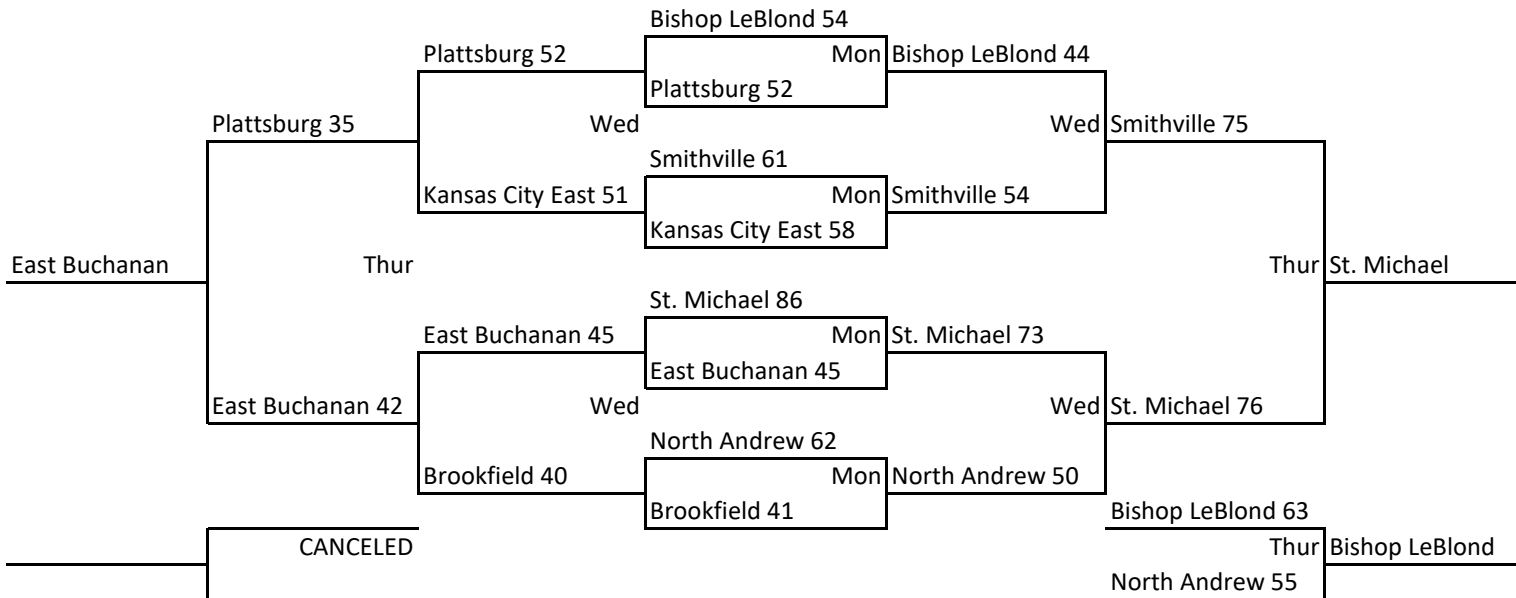 Bishop LeBlond 54
Plattsburg 52 Mon Bishop LeBlond 44
Plattsburg 52
Plattsburg 35 Wed Wed Smithville 75
Smithville 61
Kansas City East 51 Mon Smithville 54
Kansas City East 58
East Buchanan Thur Thur St. Michael
St. Michael 86
East Buchanan 45 Mon St. Michael 73
East Buchanan 45
East Buchanan 42 Wed Wed St. Michael 76
North Andrew 62
Brookfield 40 Mon North Andrew 50
Brookfield 41 Bishop LeBlond 63
CANCELED Thur Bishop LeBlond
North Andrew 55